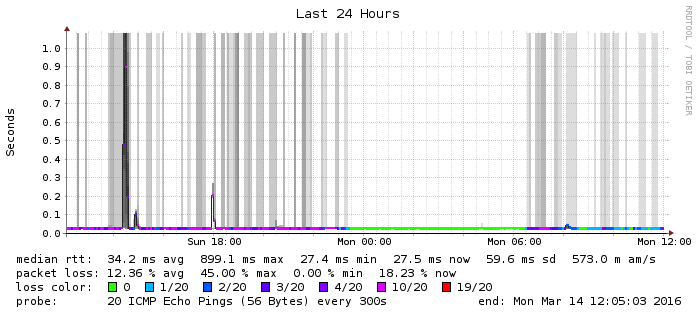 Last 24 Hours
RRDTOOL / TOBI OETIKER
Seconds
1.0
0.9
0.8
0.7
0.6
0.5
0.4
0.3
0.2
0.1
0.0
Sun 18:00 Mon 00:00 Mon 06:00 Mon 12:00
median rtt: 34.2 ms avg 899.1 ms max 27.4 ms min 27.5 ms now 59.6 ms sd 573.0 m am/s
packet loss: 12.36 % avg 45.00 % max 0.00 % min 18.23 % now
loss color: 0 1/20 2/20 3/20 4/20 10/20 19/20
probe: 20 ICMP Echo Pings (56 Bytes) every 300s end: Mon Mar 14 12:05:03 2016